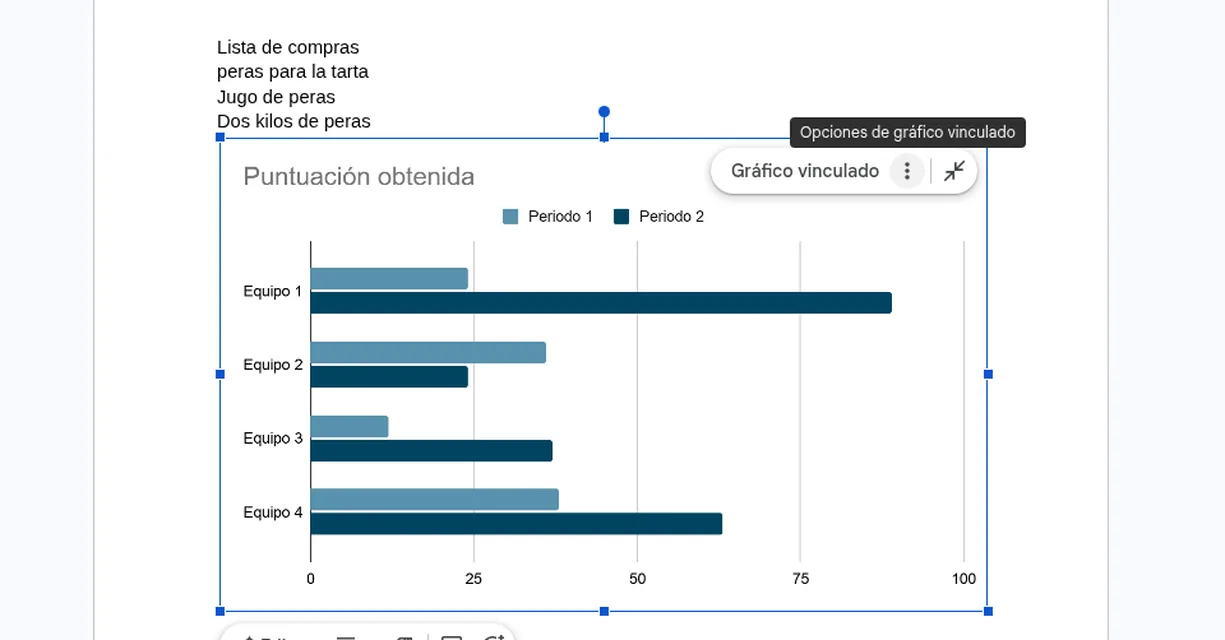 Lista de compras
peras para la tarta
Jugo de peras
Dos kilos de peras
Opciones de gráfico vinculado
Gráfico vinculado
Puntuación obtenida
Periodo 1 Periodo 2
Equipo 1
Equipo 2
Equipo 3
Equipo 4
0 25 50 75 100